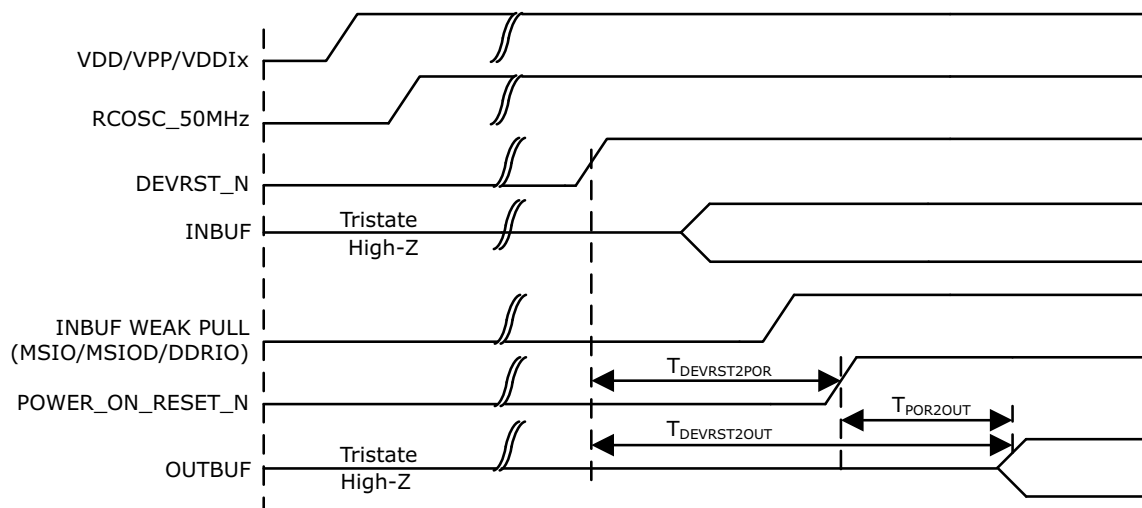 VDD/VPP/VDDIx
RCOSC_50MHz
DEVRST_N
INBUF
Tristate
High-Z
INBUF WEAK PULL
(MSIO/MSIOD/DDRIO)
TDEVRST2POR
POWER_ON_RESET_N
TPOR2OUT
TDEVRST2OUT
OUTBUF
Tristate
High-Z